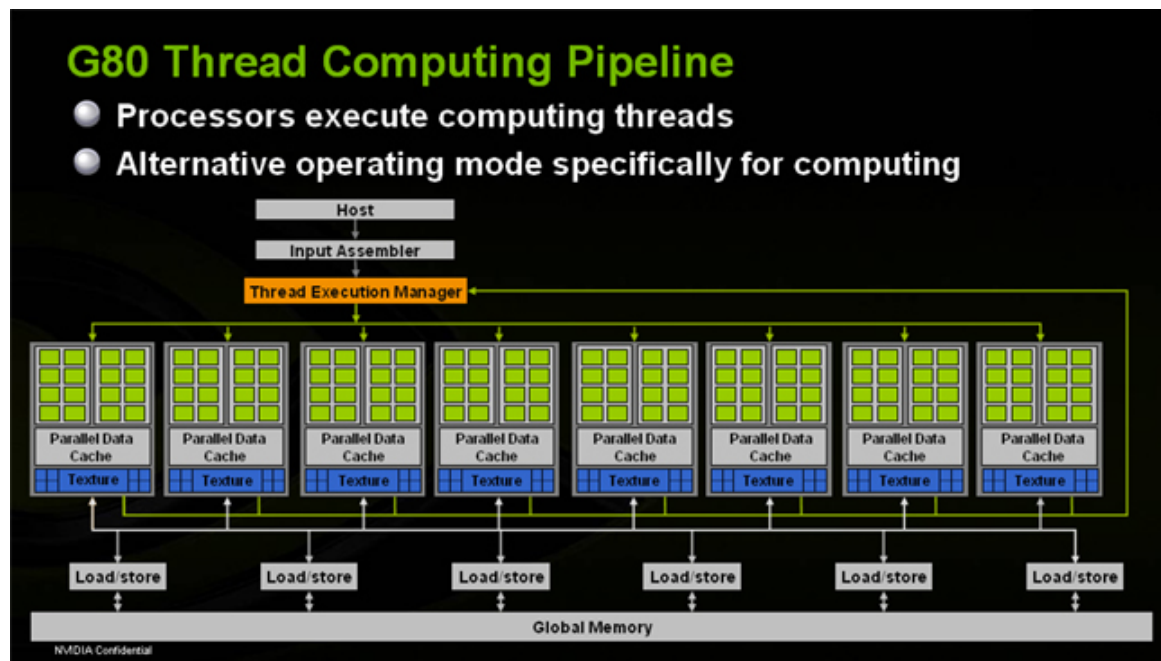 G80 Thread Computing Pipeline
Processors execute computing threads
Alternative operating mode specifically for computing
Host
Input Assembler
Thread Execution Manager
Parallel Data Cache
Parallel Data Cache
Parallel Data Cache
Parallel Data Cache
Parallel Data Cache
Parallel Data Cache
Parallel Data Cache
Parallel Data Cache
Texture
Texture
Texture
Texture
Texture
Texture
Texture
Texture
Load/store
Load/store
Load/store
Load/store
Load/store
Load/store
Global Memory
NVIDIA Confidential